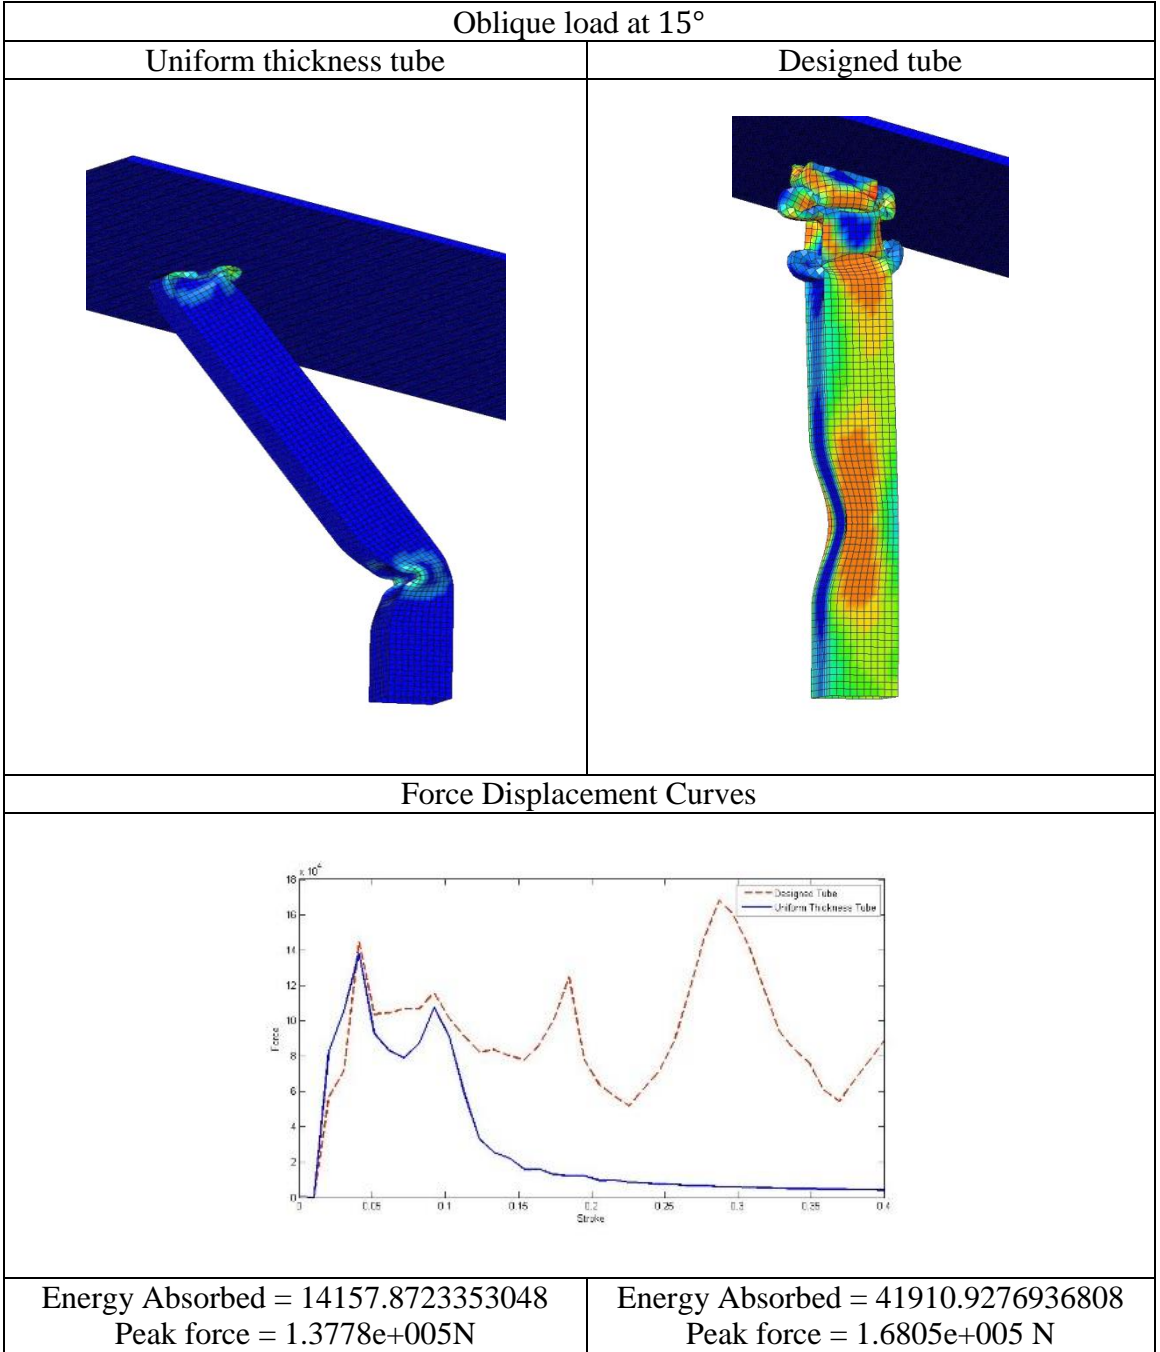 Oblique load at 15°
Uniform thickness tube
Designed tube
Force Displacement Curves
× 10⁴
18
16
14
12
10
8
6
4
2
0
Force
0 0.05 0.1 0.15 0.2 0.25 0.3 0.35 0.4
Stroke
Designed Tube
Uniform Thickness Tube
Energy Absorbed = 14157.8723353048
Peak force = 1.3778e+005N
Energy Absorbed = 41910.9276936808
Peak force = 1.6805e+005 N